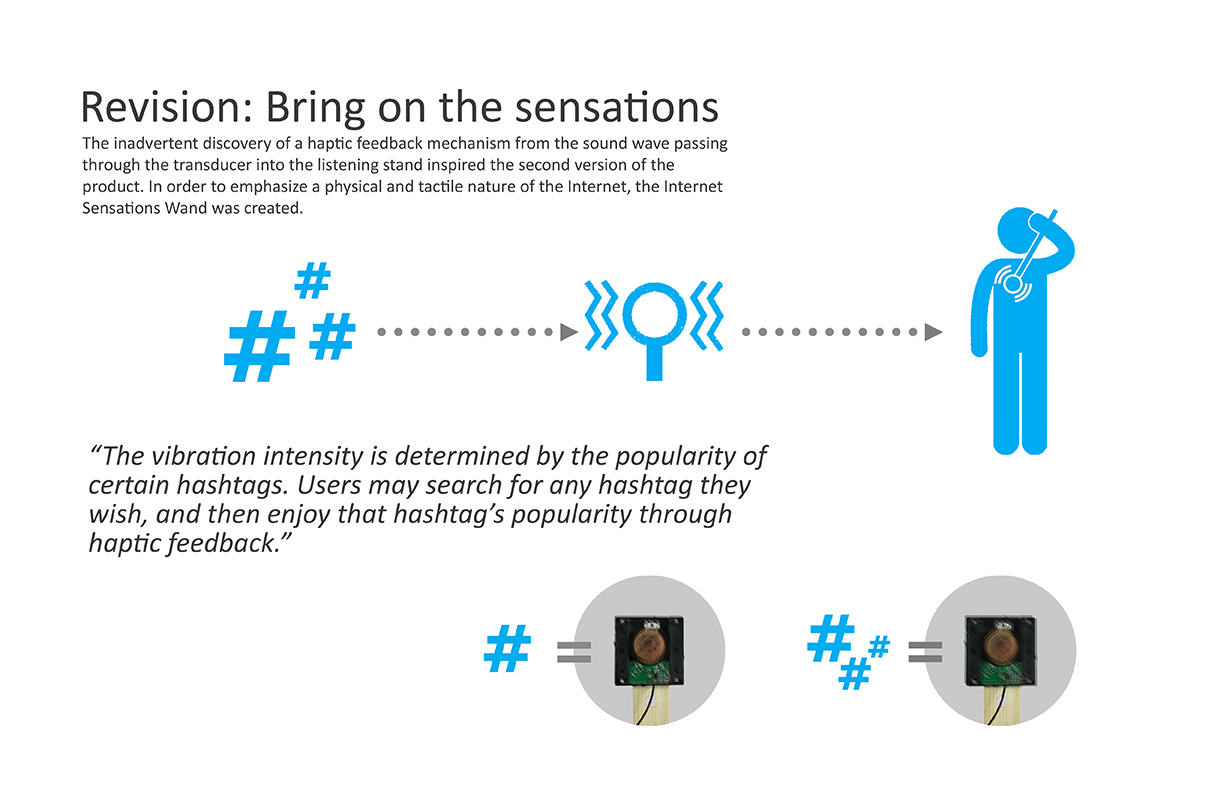 Revision: Bring on the sensations
The inadvertent discovery of a haptic feedback mechanism from the sound wave passing
through the transducer into the listening stand inspired the second version of the
product. In order to emphasize a physical and tactile nature of the Internet, the Internet
Sensations Wand was created.
# # #
“The vibration intensity is determined by the popularity of
certain hashtags. Users may search for any hashtag they
wish, and then enjoy that hashtag’s popularity through
haptic feedback.”
# = # # # =